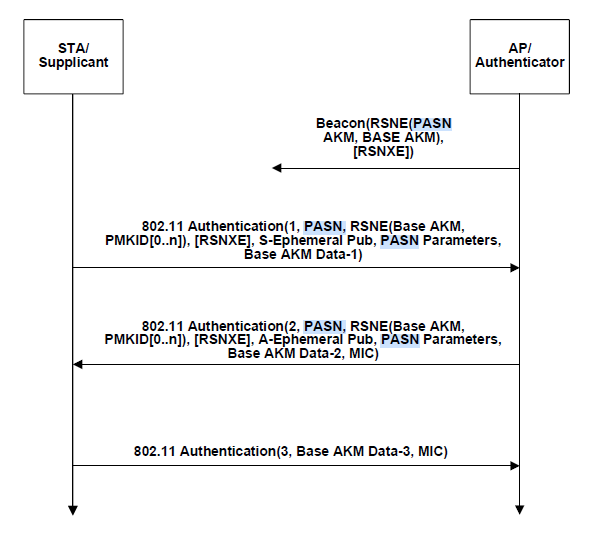 STA/
Supplicant
AP/
Authenticator
Beacon(RSNE(PASN
AKM, BASE AKM),
[RSNXE])
802.11 Authentication(1, PASN, RSNE(Base AKM,
PMKID[0..n]), [RSNXE], S-Ephemeral Pub, PASN Parameters,
Base AKM Data-1)
802.11 Authentication(2, PASN, RSNE(Base AKM,
PMKID[0..n]), [RSNXE], A-Ephemeral Pub, PASN Parameters,
Base AKM Data-2, MIC)
802.11 Authentication(3, Base AKM Data-3, MIC)